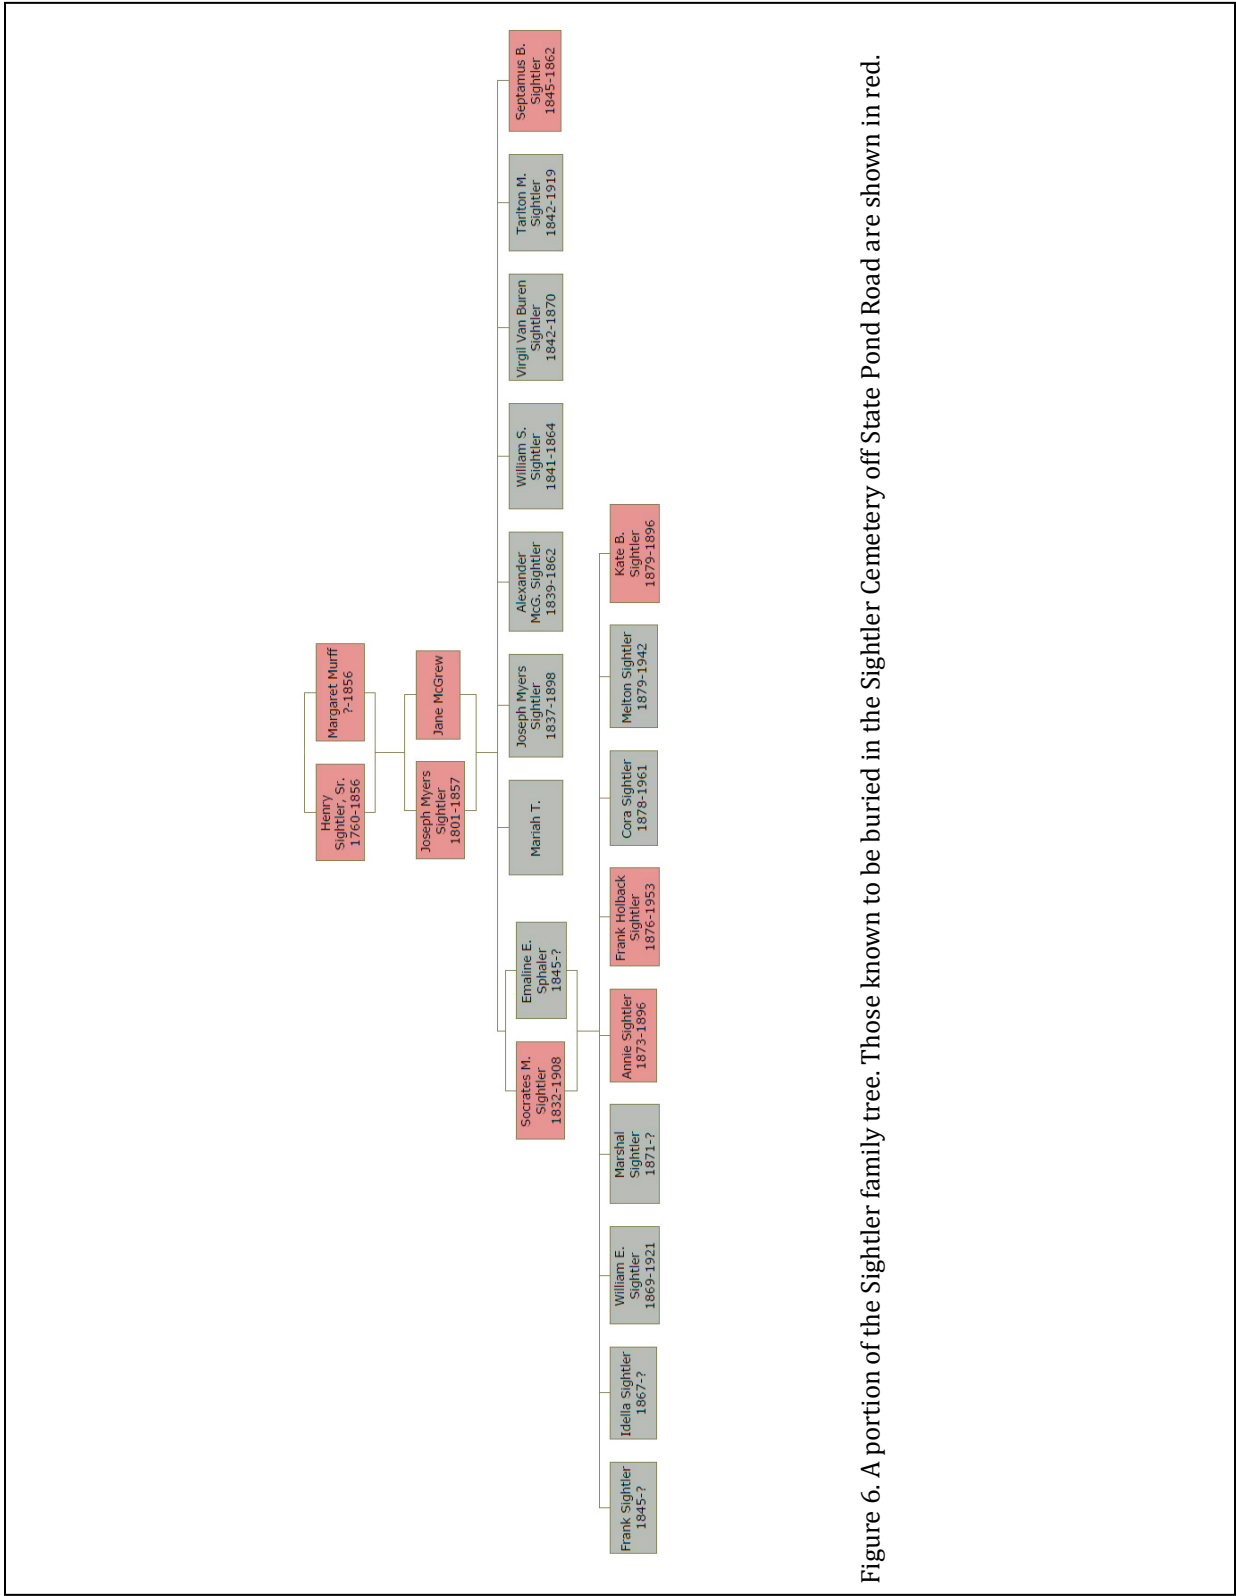 Henry
Sightler, Sr.
1760-1856
Margaret Murff
?-1856
Joseph Myers
Sightler
1801-1857
Jane McGrew
Socrates M.
Sightler
1832-1908
Emaline E.
Sphaler
1845-?
Mariah T.
Joseph Myers
Sightler
1837-1898
Alexander
McG. Sightler
1839-1862
William S.
Sightler
1841-1864
Virgil Van Buren
Sightler
1842-1870
Tarlton M.
Sightler
1842-1919
Septamus B.
Sightler
1845-1862
Frank Sightler
1845-?
Idella Sightler
1867-?
William E.
Sightler
1869-1921
Marshal
Sightler
1871-?
Annie Sightler
1873-1896
Frank Holback
Sightler
1876-1953
Cora Sightler
1878-1961
Melton Sightler
1879-1942
Kate B.
Sightler
1879-1896
Figure 6. A portion of the Sightler family tree. Those known to be buried in the Sightler Cemetery off State Pond Road are shown in red.